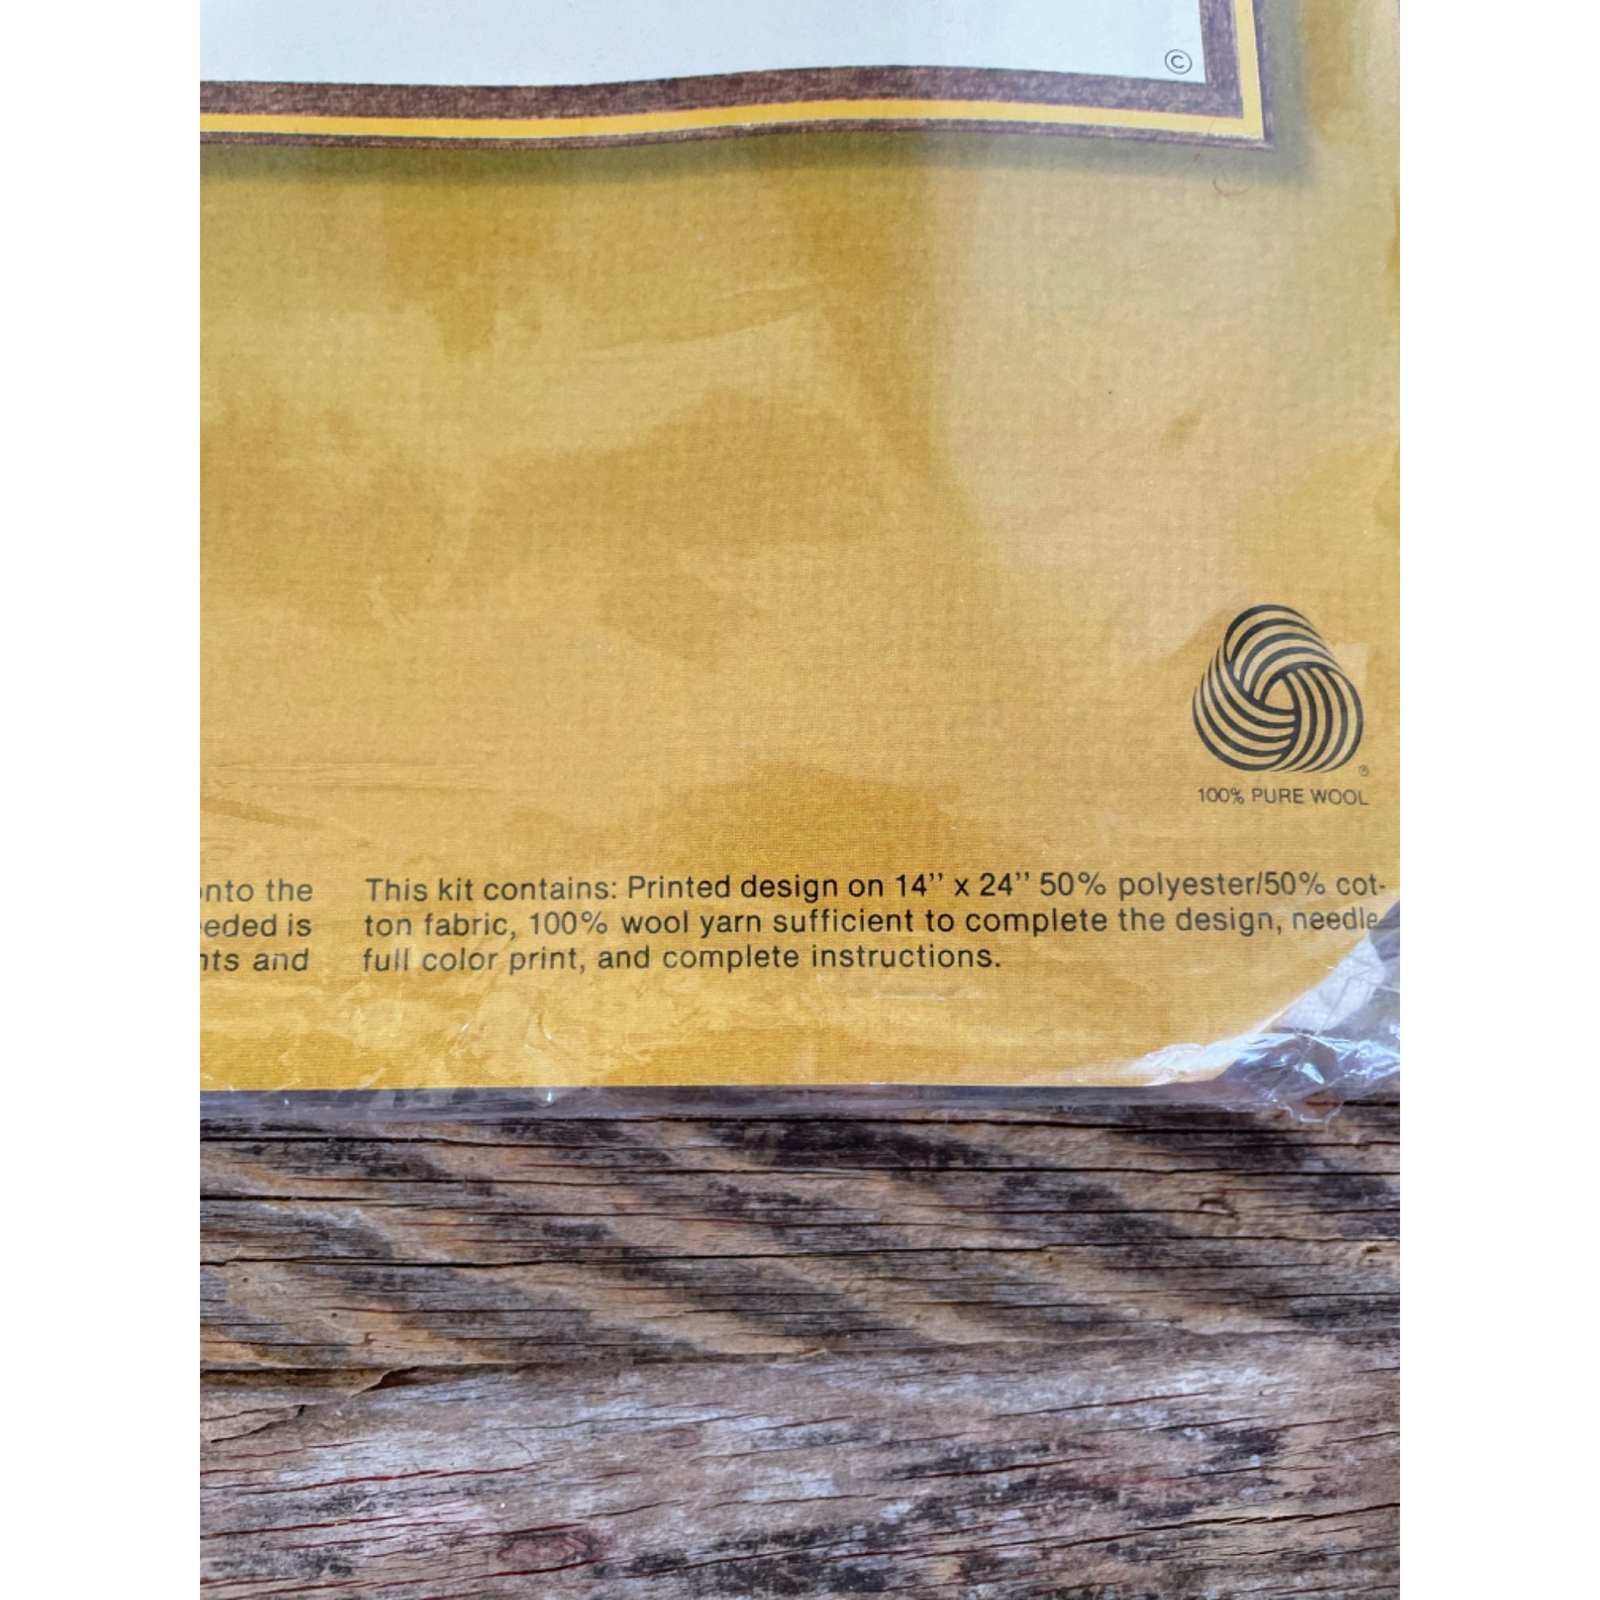 ©
®
100% PURE WOOL
onto the
eeded is
nts and
This kit contains: Printed design on 14" x 24" 50% polyester/50% cot-
ton fabric, 100% wool yarn sufficient to complete the design, needle
full color print, and complete instructions.